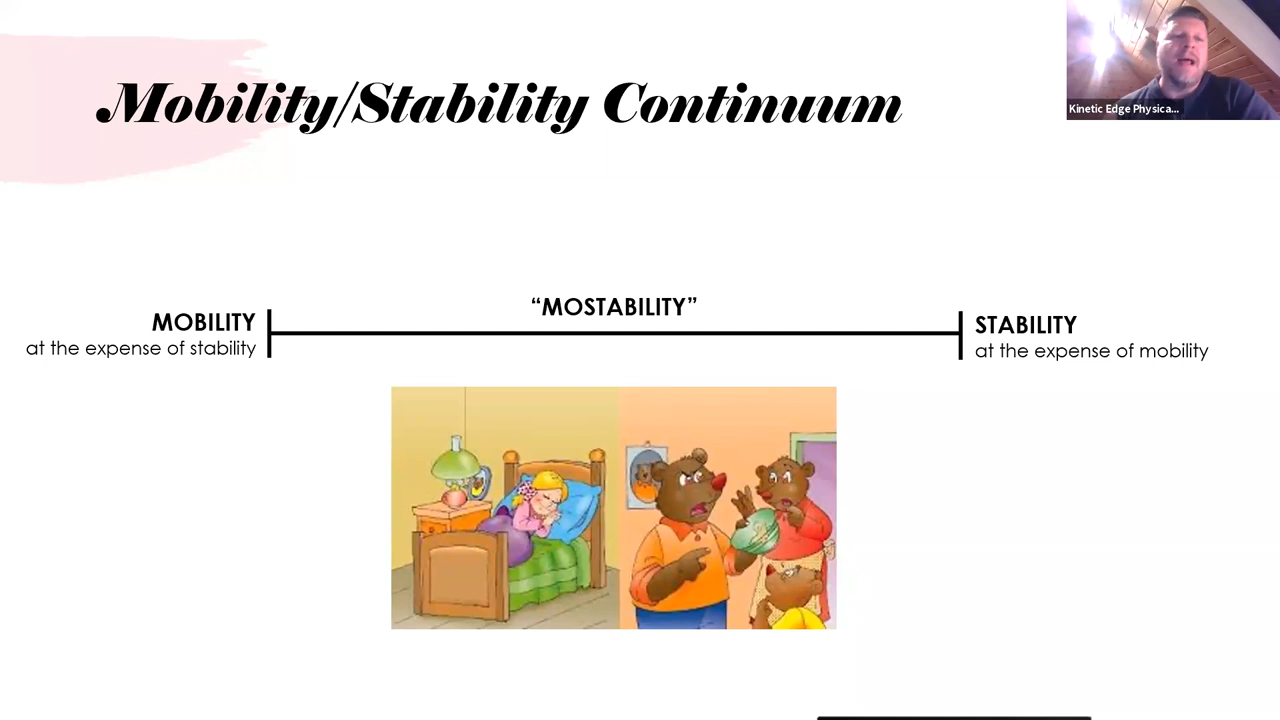 Mobility/Stability Continuum
Kinetic Edge Physica...
“MOSTABILITY”
MOBILITY
at the expense of stability
STABILITY
at the expense of mobility